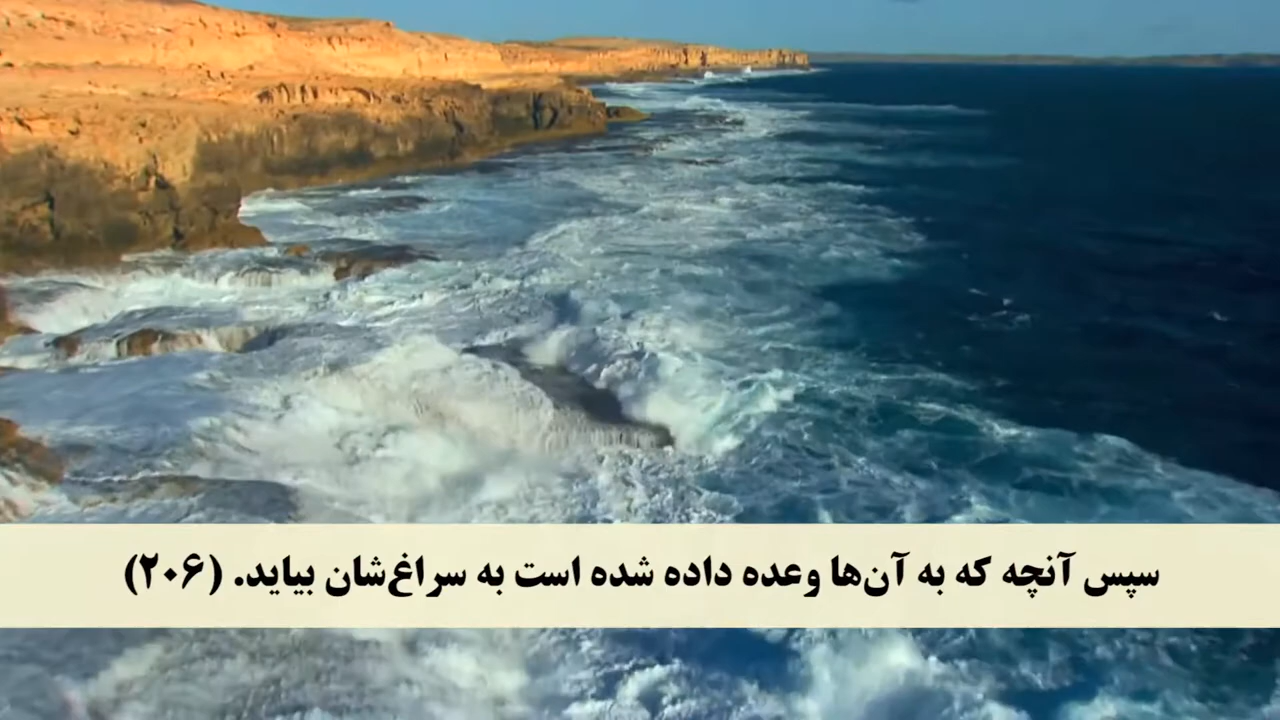 سپس آنچه که به آن‌ها وعده داده شده است به سراغ‌شان بیاید. (۲۰۶)